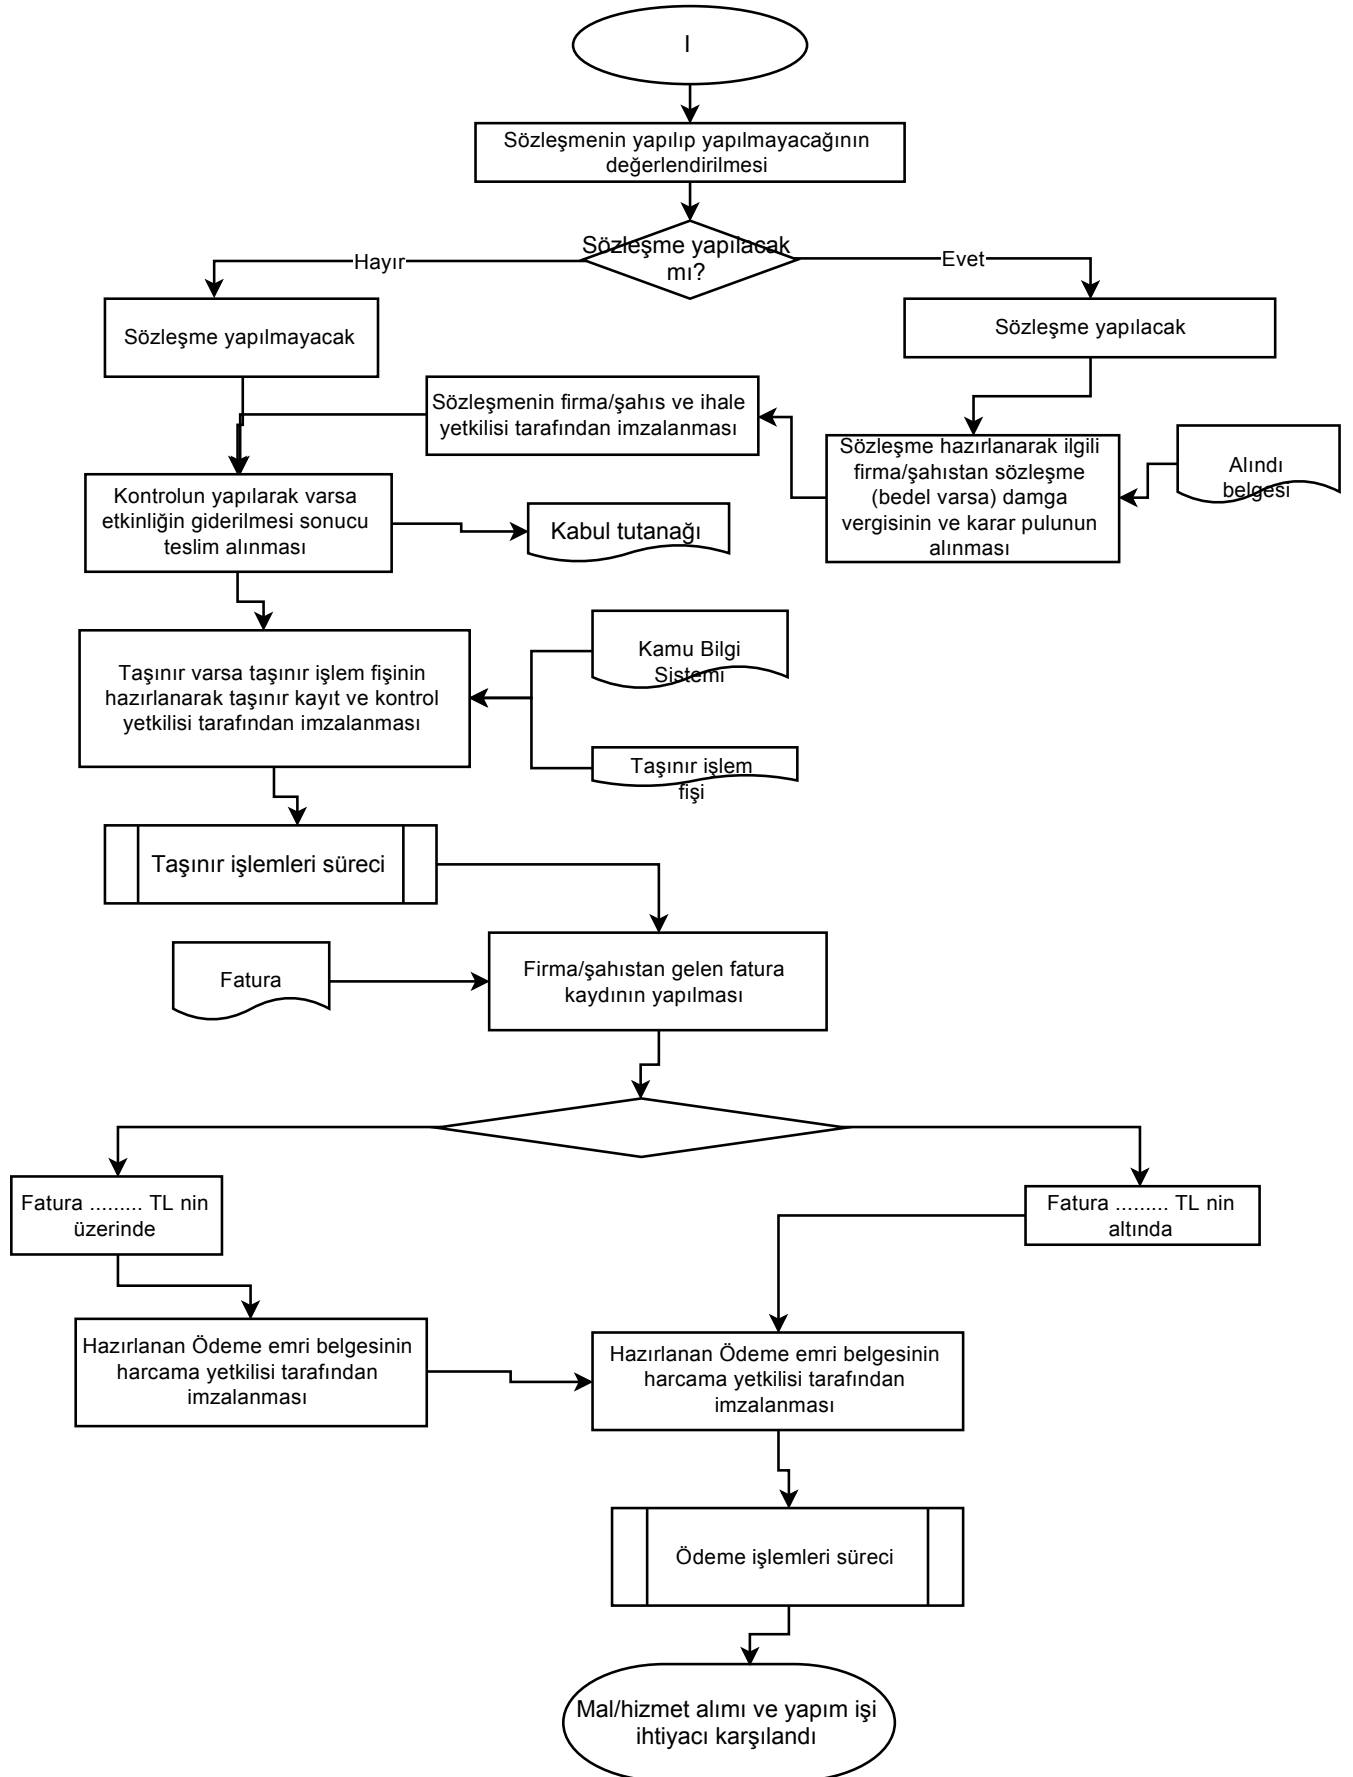 I
Sözleşmenin yapılıp yapılmayacağının
değerlendirilmesi
Sözleşme yapılacak
mı?
Hayır
Evet
Sözleşme yapılmayacak
Sözleşme yapılacak
Sözleşmenin firma/şahıs ve ihale
yetkilisi tarafından imzalanması
Sözleşme hazırlanarak ilgili
firma/şahıstan sözleşme
(bedel varsa) damga
vergisinin ve karar pulunun
alınması
Alındı
belgesi
Kontrolun yapılarak varsa
etkinliğin giderilmesi sonucu
teslim alınması
Kabul tutanağı
Taşınır varsa taşınır işlem fişinin
hazırlanarak taşınır kayıt ve kontrol
yetkilisi tarafından imzalanması
Kamu Bilgi
Sistemi
Taşınır işlem
fişi
Taşınır işlemleri süreci
Fatura
Firma/şahıstan gelen fatura
kaydının yapılması
Fatura ......... TL nin
üzerinde
Fatura ......... TL nin
altında
Hazırlanan Ödeme emri belgesinin
harcama yetkilisi tarafından
imzalanması
Hazırlanan Ödeme emri belgesinin
harcama yetkilisi tarafından
imzalanması
Ödeme işlemleri süreci
Mal/hizmet alımı ve yapım işi
ihtiyacı karşılandı